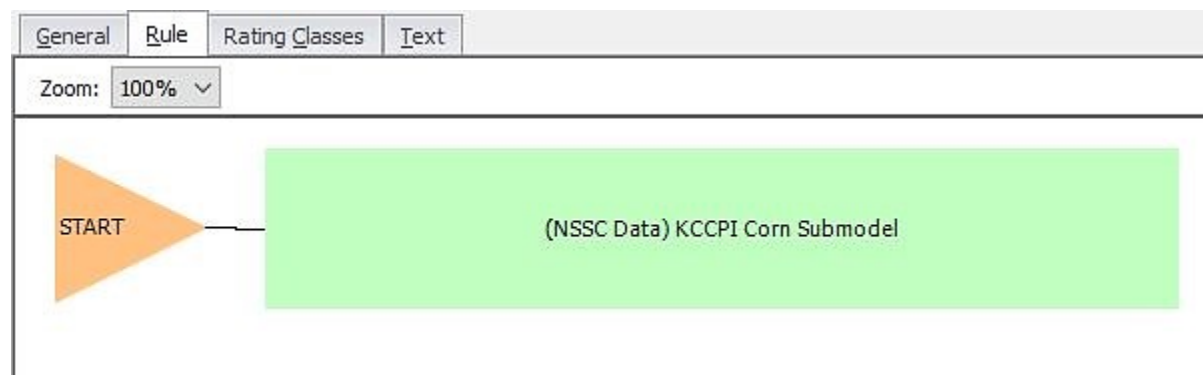 General Rule Rating Classes Text
Zoom: 100%
START (NSSC Data) KCCPI Corn Submodel